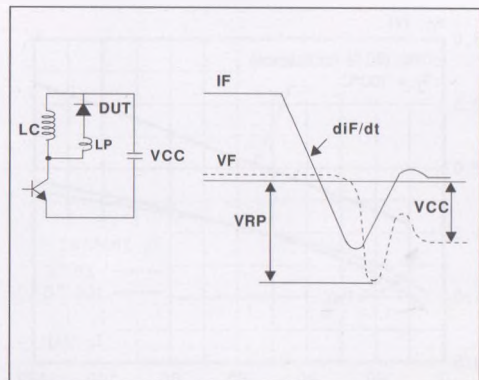 IF
DUT
diF/dt
LC
LP
VCC
VF
VRP
VCC